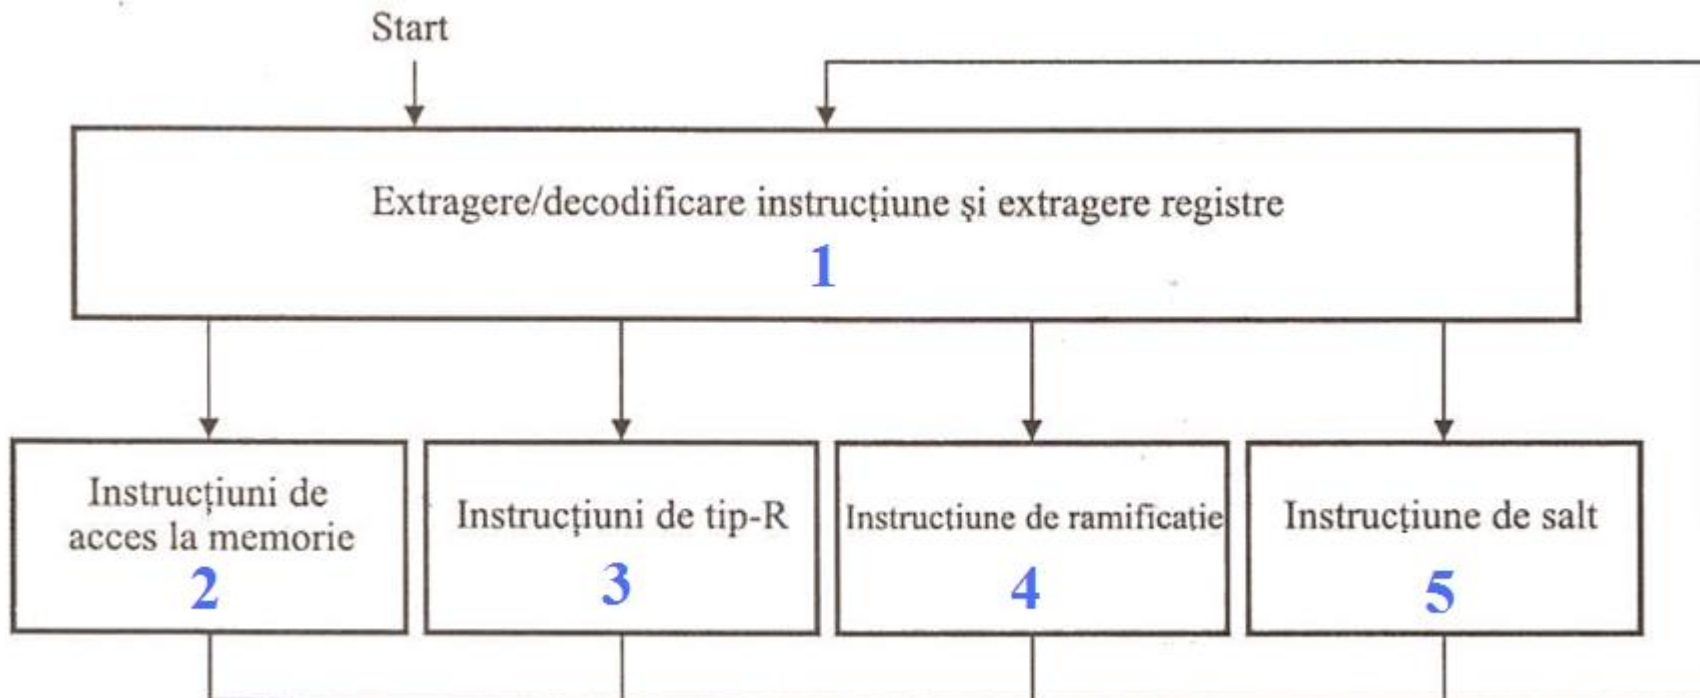 Start
Extragere/decodificare instrucțiune și extragere registre
1
Instrucțiuni de
acces la memorie
2
Instrucțiuni de tip-R
3
Instructiune de ramificatie
4
Instrucțiune de salt
5